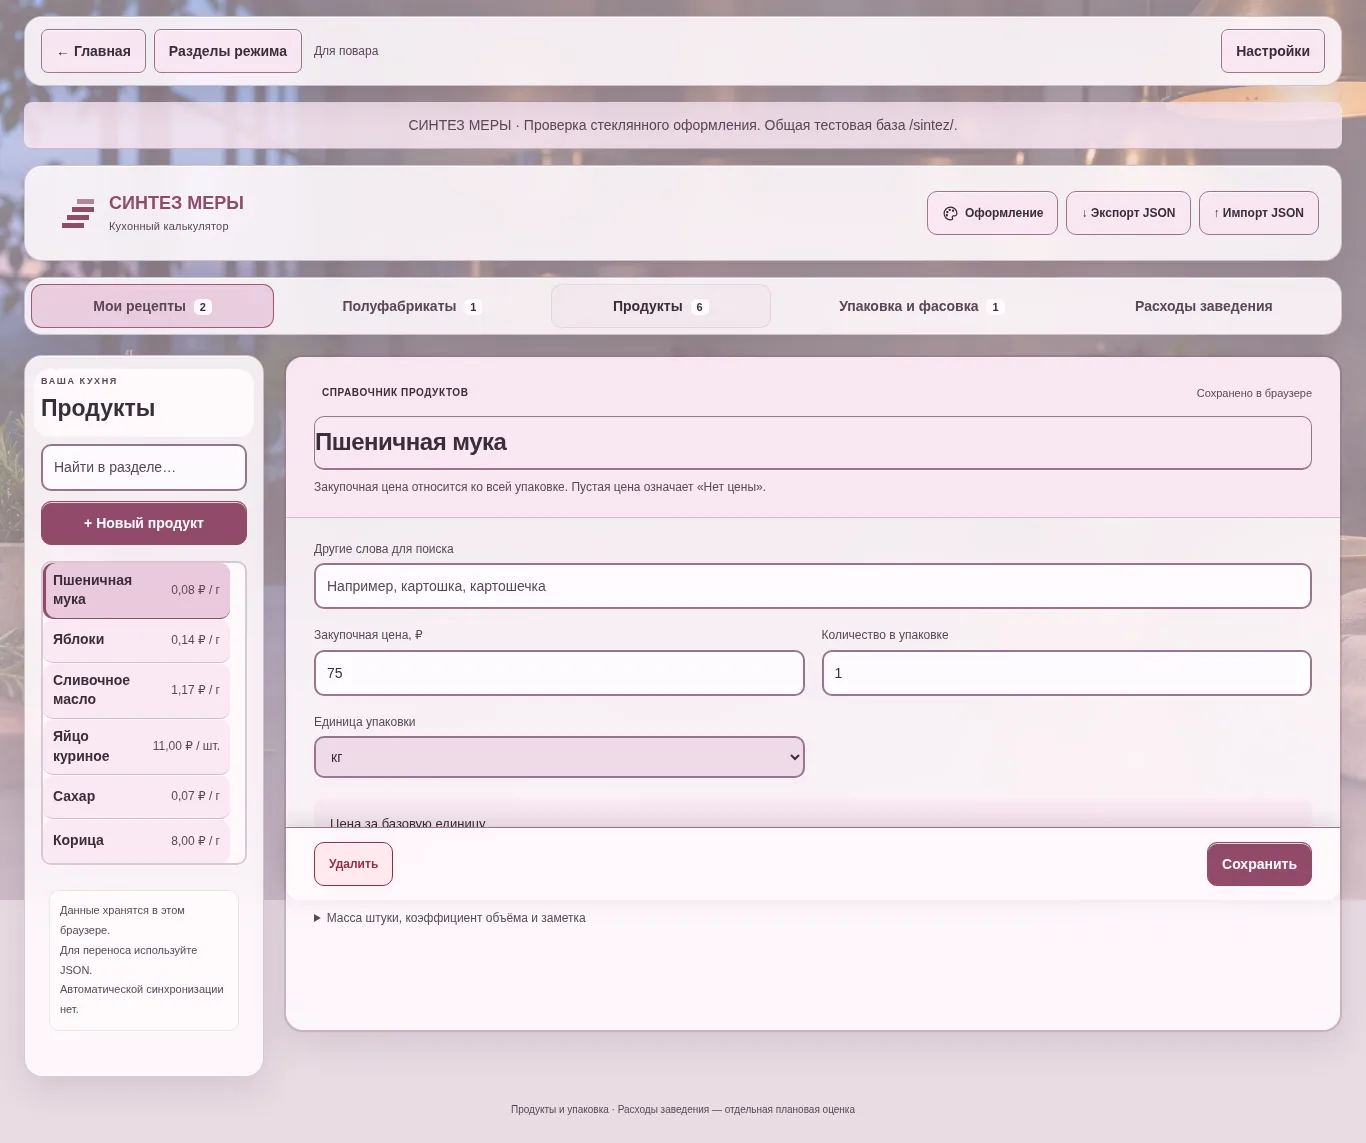 ← Главная
Разделы режима
Для повара
Настройки
СИНТЕЗ МЕРЫ · Проверка стеклянного оформления. Общая тестовая база /sintez/.
СИНТЕЗ МЕРЫ
Кухонный калькулятор
Оформление
↓ Экспорт JSON
↑ Импорт JSON
Мои рецепты 2
Полуфабрикаты 1
Продукты 6
Упаковка и фасовка 1
Расходы заведения
ВАША КУХНЯ
Продукты
Найти в разделе…
+ Новый продукт
Пшеничная
мука
0,08 ₽ / г
Яблоки
0,14 ₽ / г
Сливочное
масло
1,17 ₽ / г
Яйцо
куриное
11,00 ₽ / шт.
Сахар
0,07 ₽ / г
Корица
8,00 ₽ / г
Данные хранятся в этом
браузере.
Для переноса используйте
JSON.
Автоматической синхронизации
нет.
СПРАВОЧНИК ПРОДУКТОВ
Сохранено в браузере
Пшеничная мука
Закупочная цена относится ко всей упаковке. Пустая цена означает «Нет цены».
Другие слова для поиска
Например, картошка, картошечка
Закупочная цена, ₽
Количество в упаковке
75
1
Единица упаковки
кг
Цена за базовую единицу
Удалить
Сохранить
Масса штуки, коэффициент объёма и заметка
Продукты и упаковка · Расходы заведения — отдельная плановая оценка